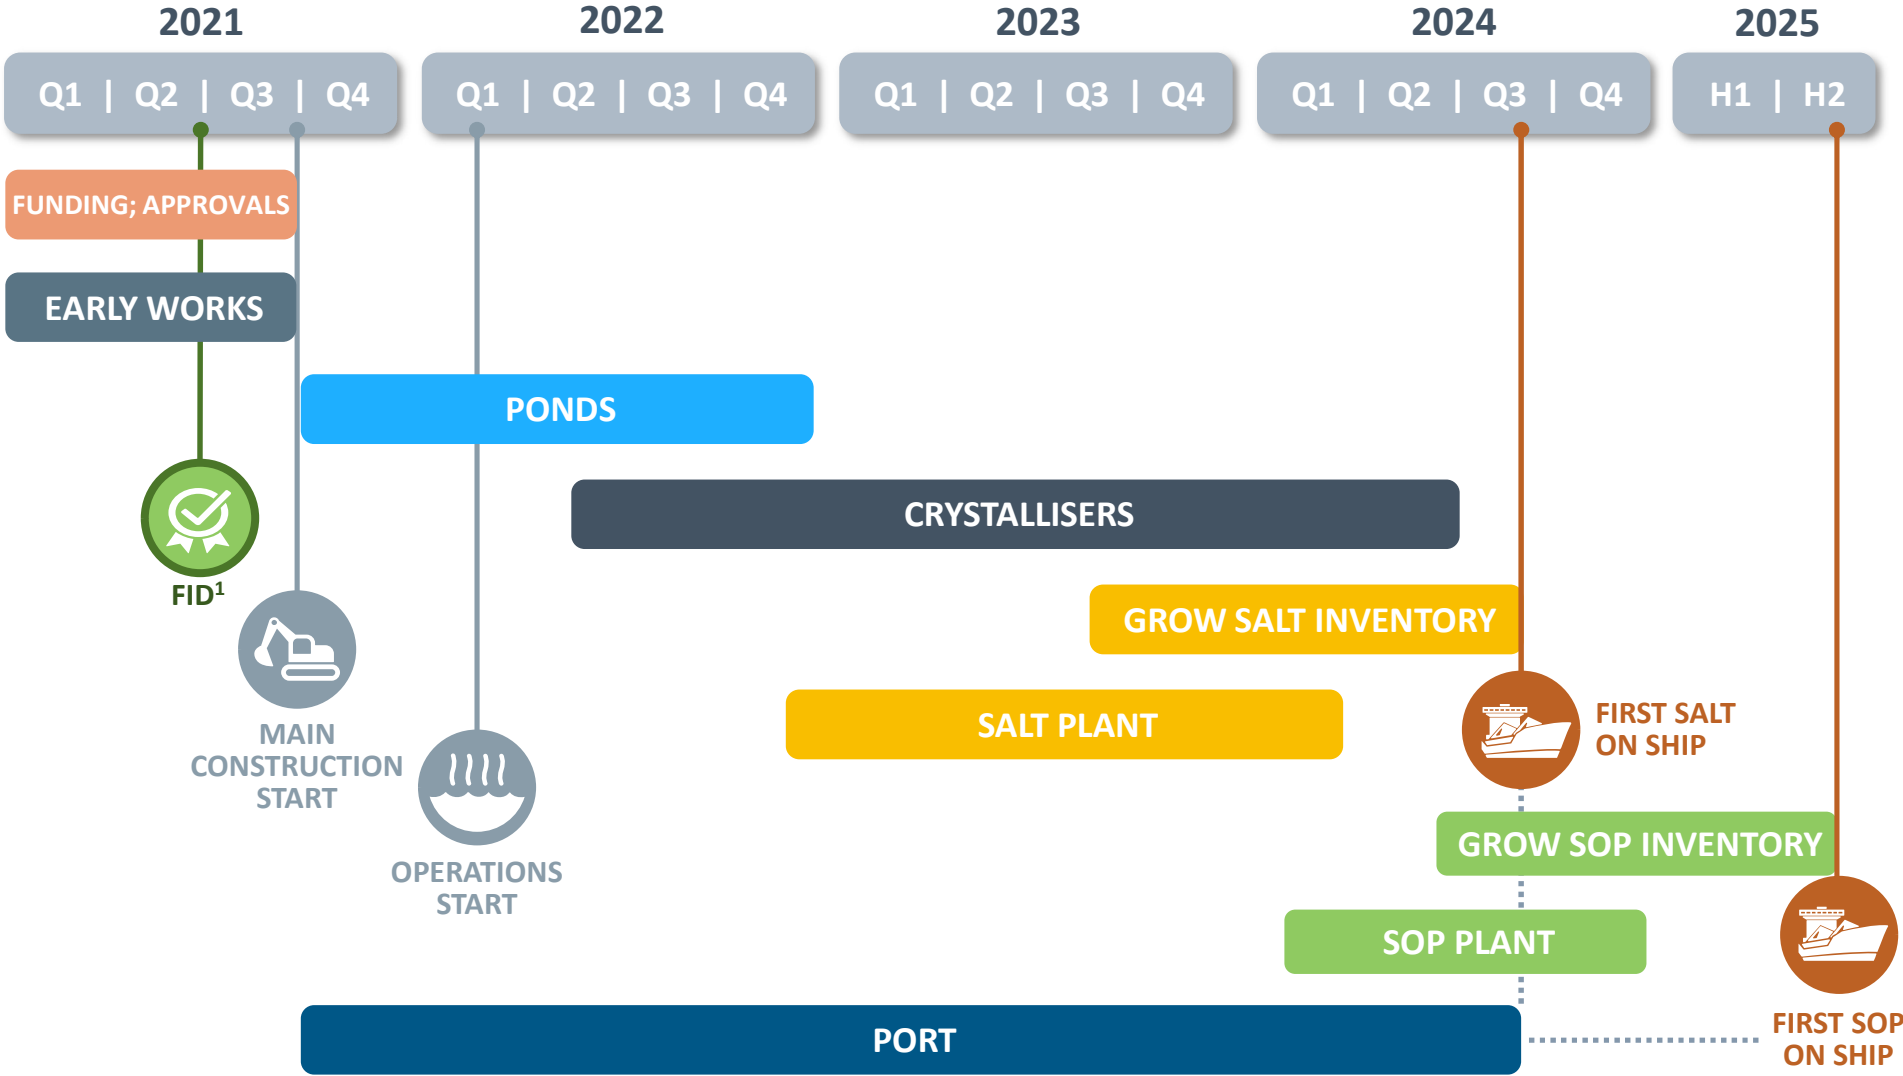 2021 2022 2023 2024 2025
Q1 | Q2 | Q3 | Q4 Q1 | Q2 | Q3 | Q4 Q1 | Q2 | Q3 | Q4 Q1 | Q2 | Q3 | Q4 H1 | H2
FUNDING; APPROVALS
EARLY WORKS
PONDS
CRYSTALLISERS
FID¹
GROW SALT INVENTORY
SALT PLANT
FIRST SALT
ON SHIP
MAIN
CONSTRUCTION
START
GROW SOP INVENTORY
OPERATIONS
START
SOP PLANT
PORT
FIRST SOP
ON SHIP